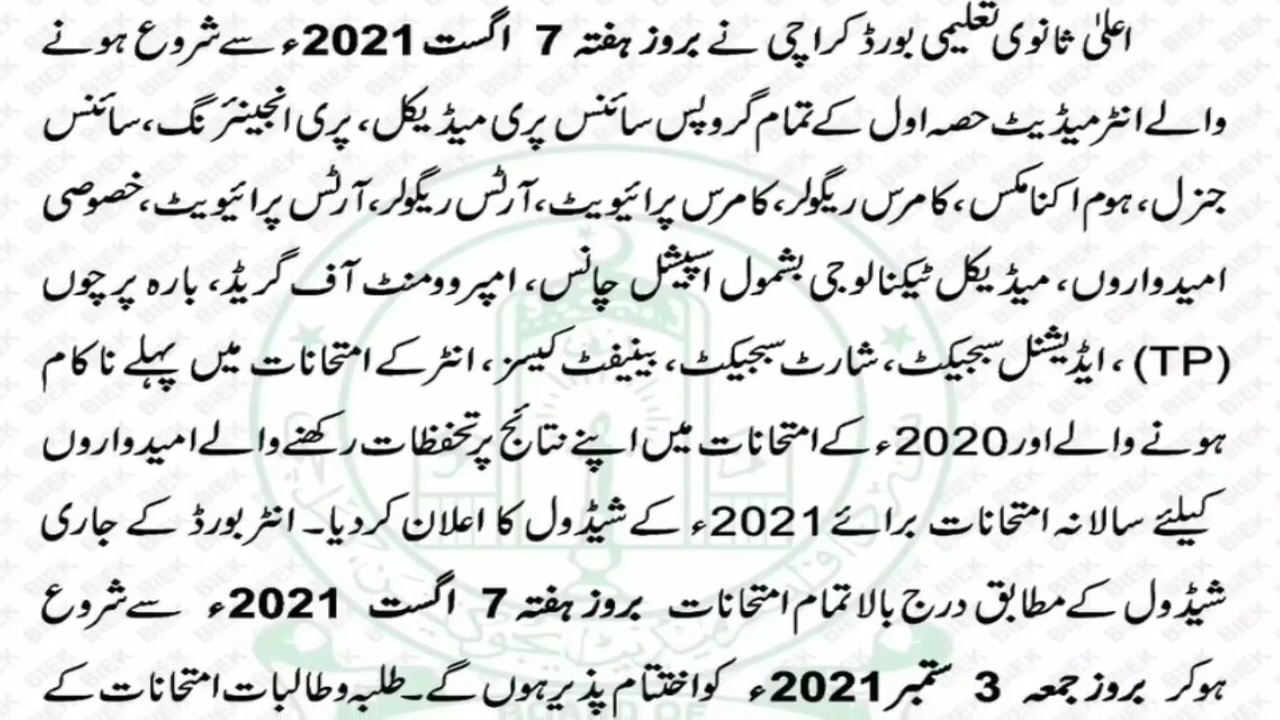 اعلیٰ ثانوی تعلیمی بورڈ کراچی نے بروز ہفتہ 7 اگست 2021ء سے شروع ہونے
والے انٹرمیڈیٹ حصہ اول کے تمام گروپس سائنس پری میڈیکل، پری انجینئرنگ، سائنس
جنرل، ہوم اکنامکس، کامرس ریگولر، کامرس پرائیویٹ، آرٹس ریگولر، آرٹس پرائیویٹ، خصوصی
امیدواروں، میڈیکل ٹیکنالوجی بشمول اسپیشل چانس، امپروومنٹ آف گریڈ، بارہ پرچوں
(TP)، ایڈیشنل سبجیکٹ، شارٹ سبجیکٹ، بینیفٹ کیسز، انٹر کے امتحانات میں پہلے ناکام
ہونے والے اور 2020ء کے امتحانات میں اپنے نتائج پر تحفظات رکھنے والے امیدواروں
کیلئے سالانہ امتحانات برائے 2021ء کے شیڈول کا اعلان کردیا۔ انٹر بورڈ کے جاری
شیڈول کے مطابق درج بالا تمام امتحانات بروز ہفتہ 7 اگست 2021ء سے شروع
ہوکر بروز جمعہ 3 ستمبر 2021ء کو اختتام پذیر ہوں گے۔ طلبہ و طالبات امتحانات کے
BOARD OF